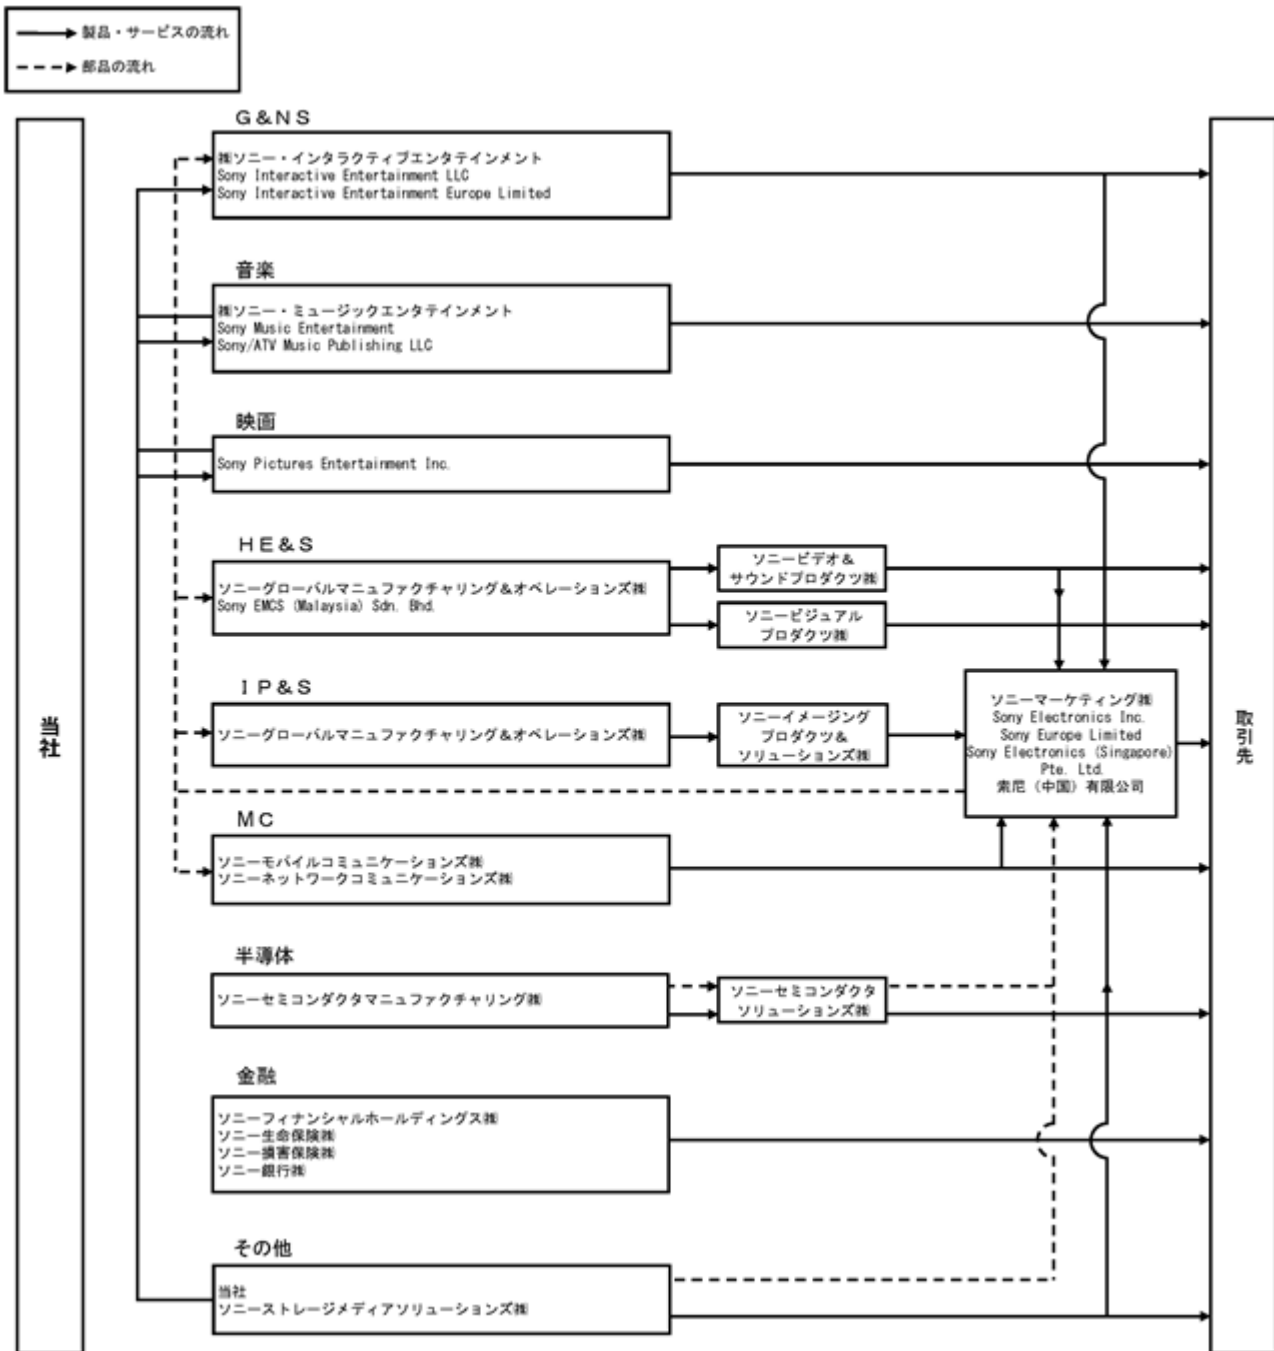 製品・サービスの流れ
部品の流れ
当社
G&NS
㈱ソニー・インタラクティブエンタテインメント
Sony Interactive Entertainment LLC
Sony Interactive Entertainment Europe Limited
音楽
㈱ソニー・ミュージックエンタテインメント
Sony Music Entertainment
Sony/ATV Music Publishing LLC
映画
Sony Pictures Entertainment Inc.
HE&S
ソニーグローバルマニュファクチャリング&オペレーションズ㈱
Sony EMCS (Malaysia) Sdn. Bhd.
ソニービデオ&
サウンドプロダクツ㈱
ソニービジュアル
プロダクツ㈱
IP&S
ソニーグローバルマニュファクチャリング&オペレーションズ㈱
ソニーイメージング
プロダクツ&
ソリューションズ㈱
ソニーマーケティング㈱
Sony Electronics Inc.
Sony Europe Limited
Sony Electronics (Singapore)
Pte. Ltd.
索尼（中国）有限公司
MC
ソニーモバイルコミュニケーションズ㈱
ソニーネットワークコミュニケーションズ㈱
半導体
ソニーセミコンダクタマニュファクチャリング㈱
ソニーセミコンダクタ
ソリューションズ㈱
金融
ソニーフィナンシャルホールディングス㈱
ソニー生命保険㈱
ソニー損害保険㈱
ソニー銀行㈱
その他
当社
ソニーストレージメディアソリューションズ㈱
取引先